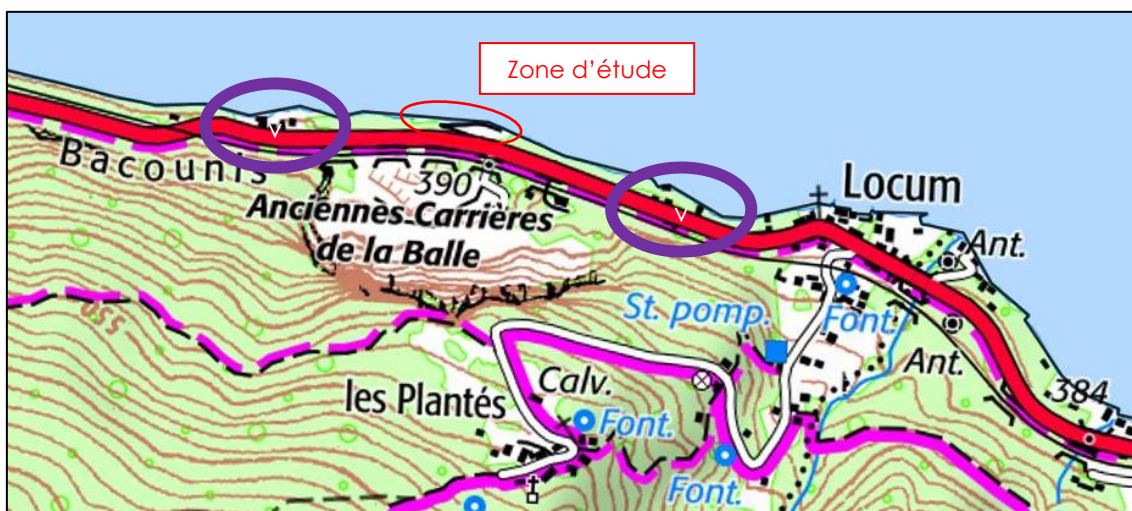 Zone d'étude
V
Bacounis
390
Anciennes Carrières
de la Balle
V
Locum
Ant.
St. pomp.
Font.
Ant.
550
les Plantés
Calv.
Font.
Font.
384